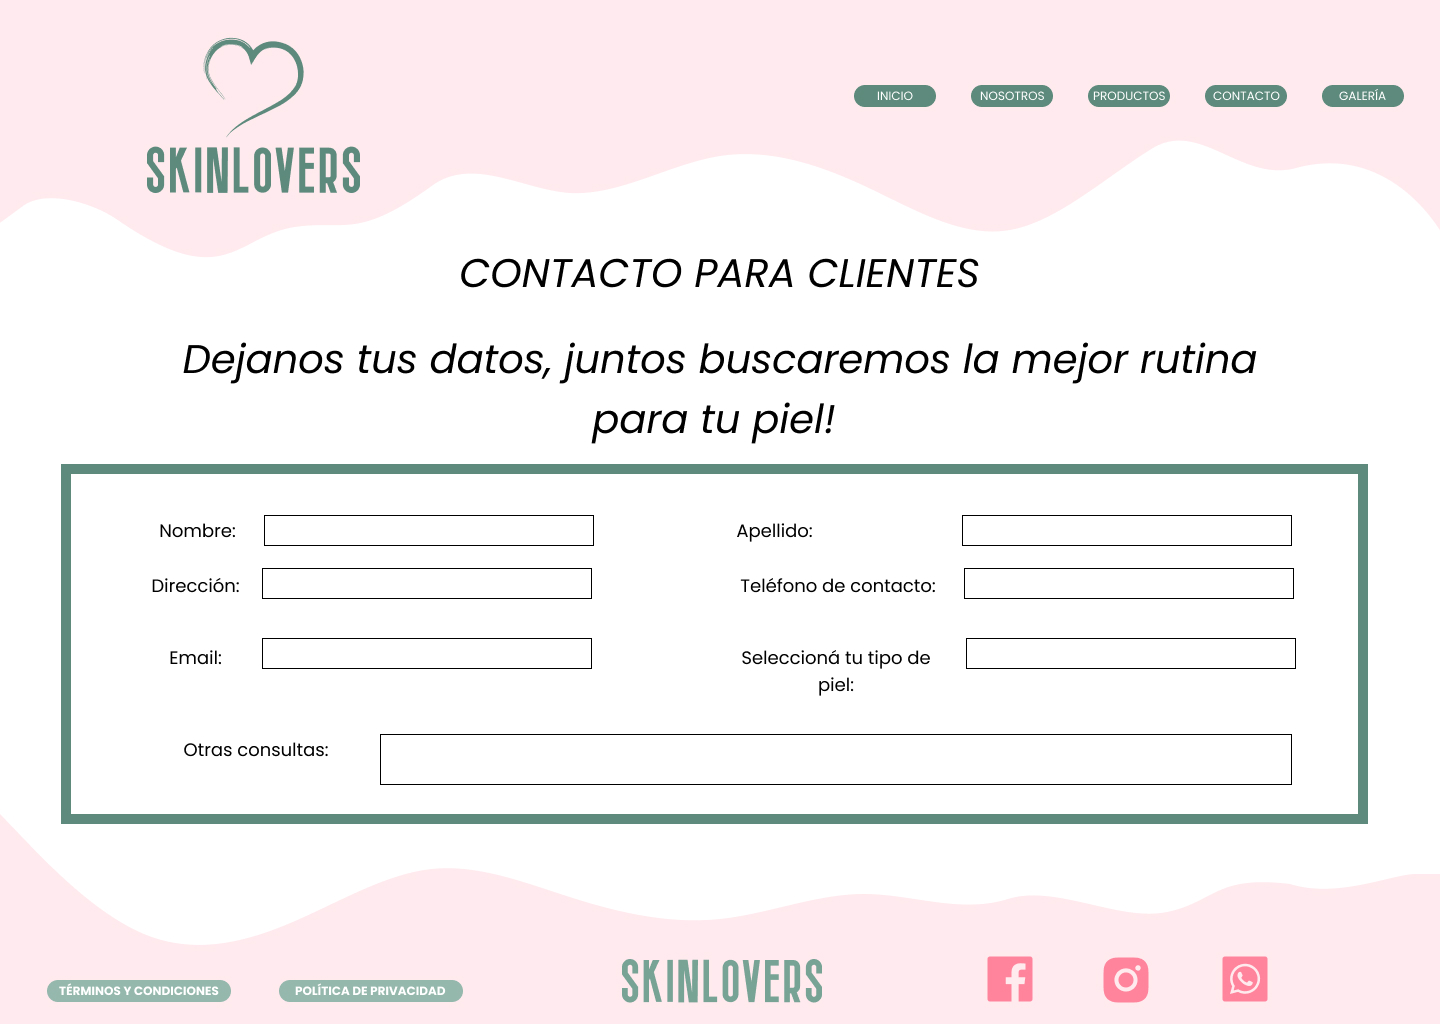 SKINLOVERS
INICIO
NOSOTROS
PRODUCTOS
CONTACTO
GALERÍA
CONTACTO PARA CLIENTES
Dejanos tus datos, juntos buscaremos la mejor rutina
para tu piel!
Nombre:
Apellido:
Dirección:
Teléfono de contacto:
Email:
Seleccioná tu tipo de
piel:
Otras consultas:
TÉRMINOS Y CONDICIONES
POLÍTICA DE PRIVACIDAD
SKINLOVERS